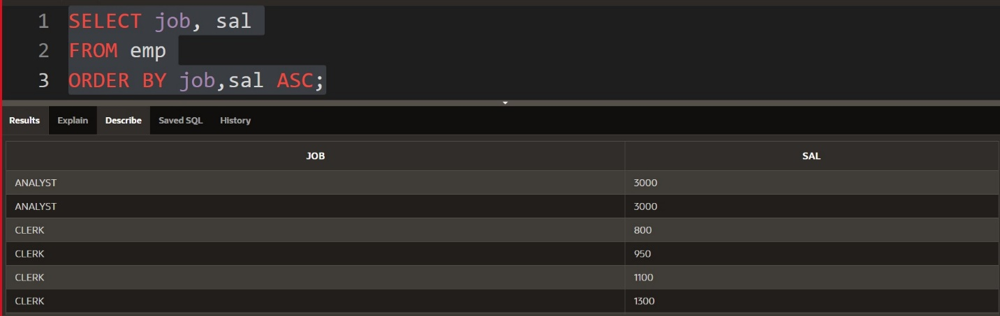 1 SELECT job, sal
2 FROM emp
3 ORDER BY job,sal ASC;
Results Explain Describe Saved SQL History
JOB SAL
ANALYST 3000
ANALYST 3000
CLERK 800
CLERK 950
CLERK 1100
CLERK 1300